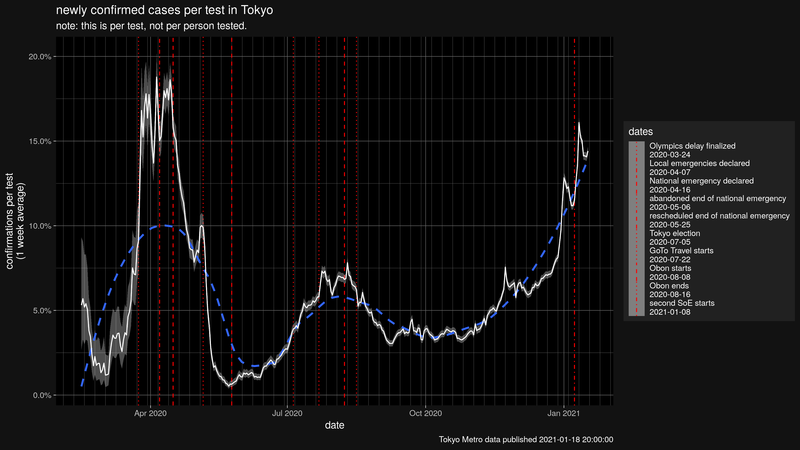 newly confirmed cases per test in Tokyo
note: this is per test, not per person tested.
20.0%
15.0%
10.0%
5.0%
0.0%
confirmations per test
(1 week average)
Apr 2020
Jul 2020
Oct 2020
Jan 2021
date
dates
Olympics delay finalized
2020-03-24
Local emergencies declared
2020-04-07
National emergency declared
2020-04-16
abandoned end of national emergency
2020-05-06
rescheduled end of national emergency
2020-05-25
Tokyo election
2020-07-05
GoTo Travel starts
2020-07-22
Obon starts
2020-08-08
Obon ends
2020-08-16
second SoE starts
2021-01-08
Tokyo Metro data published 2021-01-18 20:00:00